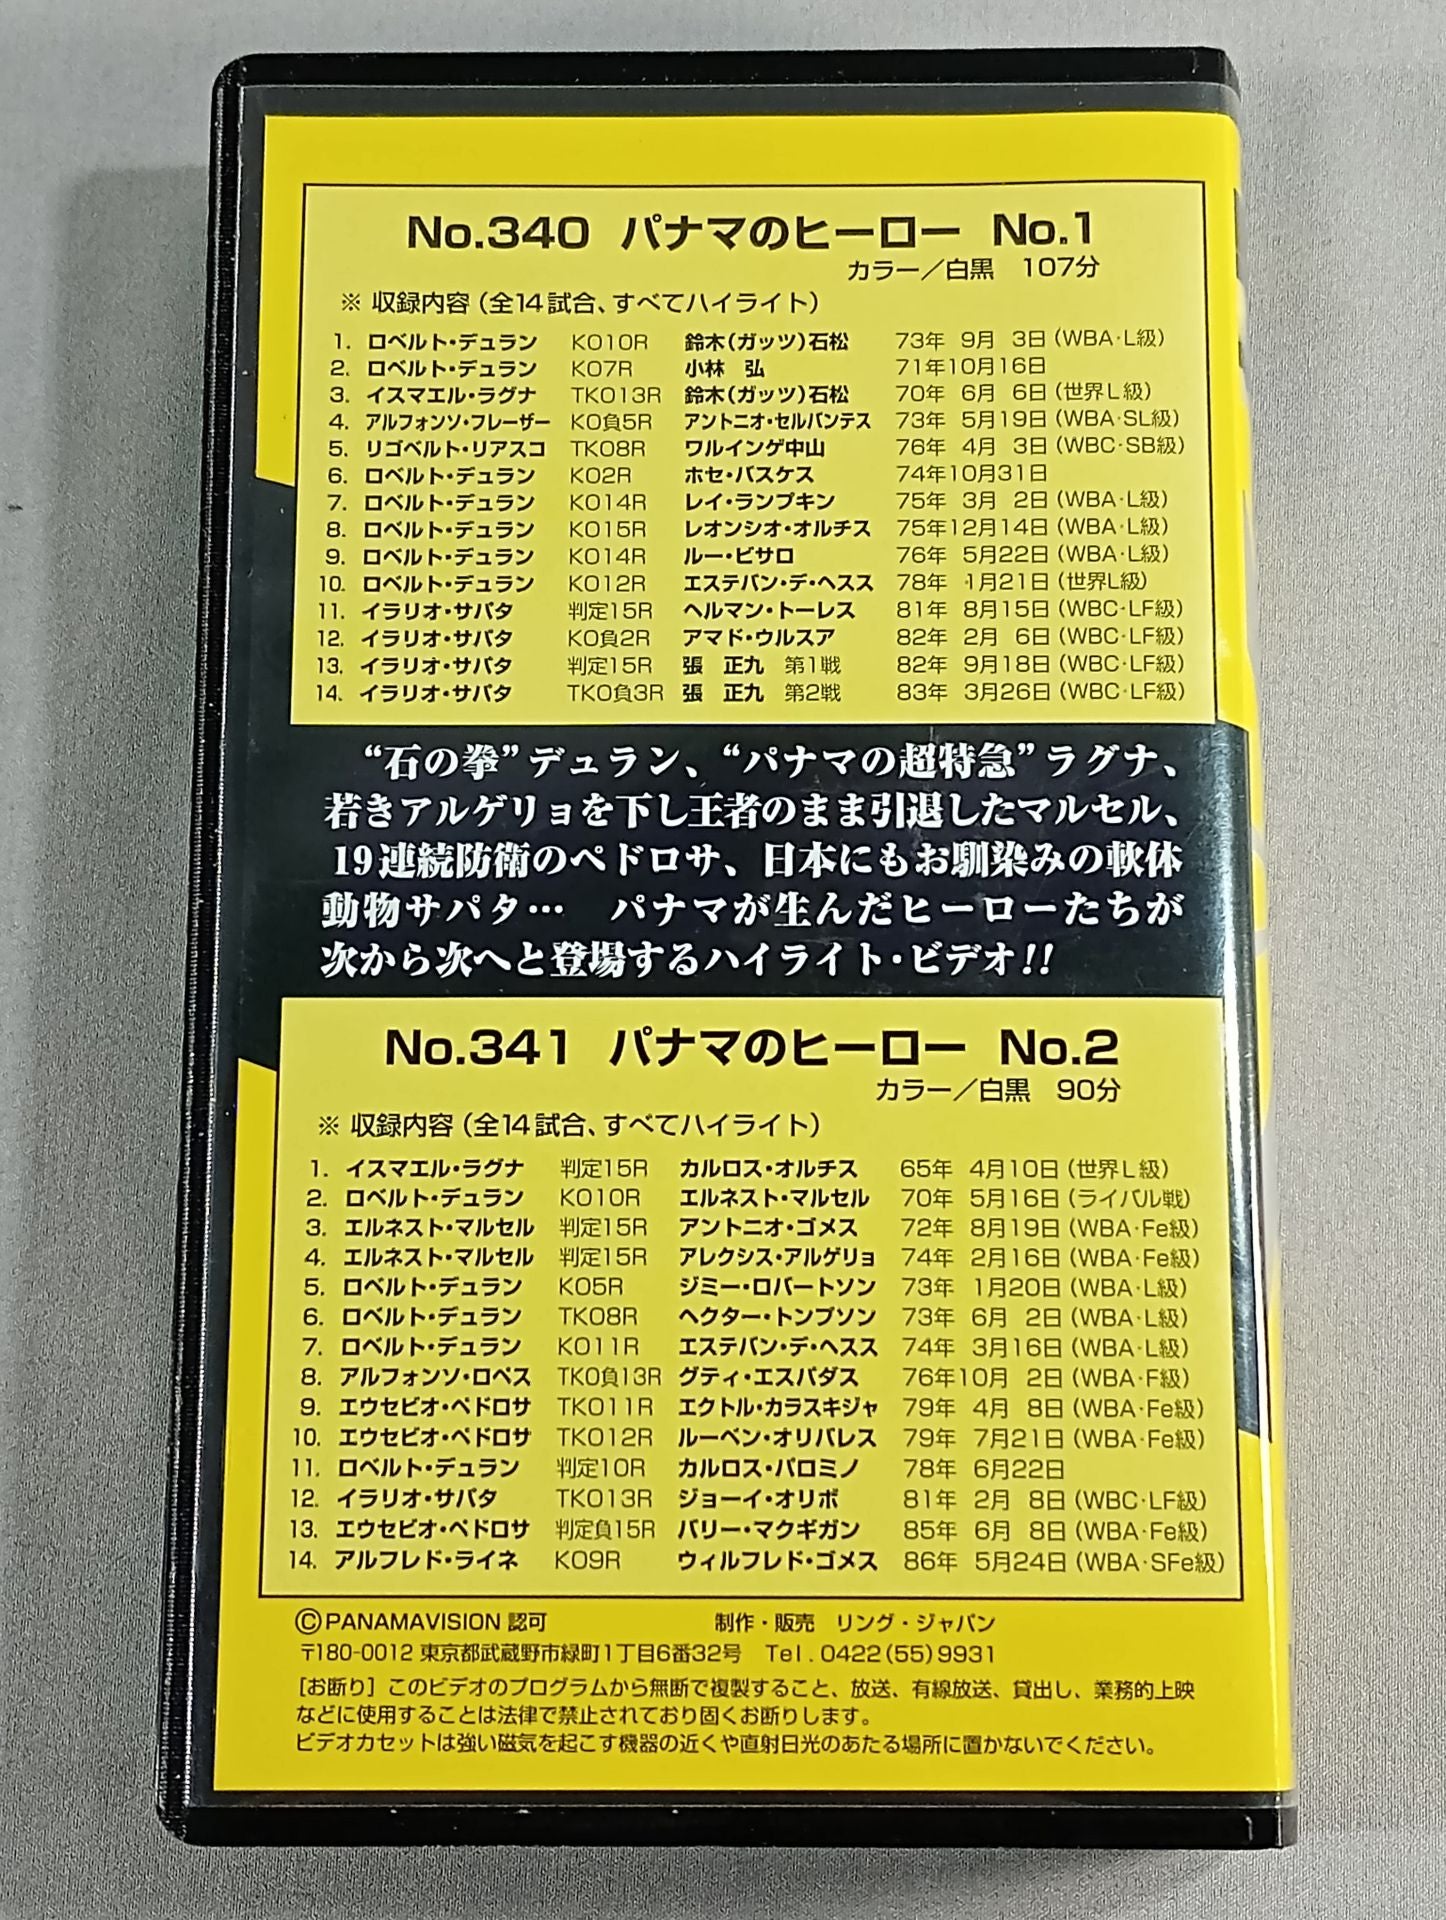 No.340 パナマのヒーロー No.1
カラー／白黒 107分
※ 収録内容（全14試合、すべてハイライト）
1. ロベルト・デュラン KO10R 鈴木（ガッツ）石松 73年 9月 3日（WBA・L級）
2. ロベルト・デュラン KO7R 小林 弘 71年10月16日
3. イスマエル・ラグナ TKO13R 鈴木（ガッツ）石松 70年 6月 6日（世界L級）
4. アルフォンソ・フレーザー KO負5R アントニオ・セルバンテス 73年 5月19日（WBA・SL級）
5. リゴベルト・リアスコ TKO8R ワルインゲ中山 76年 4月 3日（WBC・SB級）
6. ロベルト・デュラン KO2R ホセ・バスケス 74年10月31日
7. ロベルト・デュラン KO14R レイ・ランプキン 75年 3月 2日（WBA・L級）
8. ロベルト・デュラン KO15R レオンシオ・オルチス 75年12月14日（WBA・L級）
9. ロベルト・デュラン KO14R ルー・ビサロ 76年 5月22日（WBA・L級）
10. ロベルト・デュラン KO12R エステバン・デ・ヘスス 78年 1月21日（世界L級）
11. イラリオ・サパタ 判定15R ヘルマン・トーレス 81年 8月15日（WBC・LF級）
12. イラリオ・サパタ KO負2R アマド・ウルスア 82年 2月 6日（WBC・LF級）
13. イラリオ・サパタ 判定15R 張 正九 第1戦 82年 9月18日（WBC・LF級）
14. イラリオ・サパタ TKO負3R 張 正九 第2戦 83年 3月26日（WBC・LF級）
“石の拳”デュラン、“パナマの超特急”ラグナ、
若きアルゲリョを下し王者のまま引退したマルセル、
19連続防衛のペドロサ、日本にもお馴染みの軟体
動物サパタ… パナマが生んだヒーローたちが
次から次へと登場するハイライト・ビデオ!!
No.341 パナマのヒーロー No.2
カラー／白黒 90分
※ 収録内容（全14試合、すべてハイライト）
1. イスマエル・ラグナ 判定15R カルロス・オルチス 65年 4月10日（世界L級）
2. ロベルト・デュラン KO10R エルネスト・マルセル 70年 5月16日（ライバル戦）
3. エルネスト・マルセル 判定15R アントニオ・ゴメス 72年 8月19日（WBA・Fe級）
4. エルネスト・マルセル 判定15R アレクシス・アルゲリョ 74年 2月16日（WBA・Fe級）
5. ロベルト・デュラン KO5R ジミー・ロバートソン 73年 1月20日（WBA・L級）
6. ロベルト・デュラン TKO8R ヘクター・トンプソン 73年 6月 2日（WBA・L級）
7. ロベルト・デュラン KO11R エステバン・デ・ヘスス 74年 3月16日（WBA・L級）
8. アルフォンソ・ロペス TKO負13R グティ・エスパダス 76年10月 2日（WBA・F級）
9. エウセビオ・ペドロサ TKO11R エクトル・カラスキジャ 79年 4月 8日（WBA・Fe級）
10. エウセビオ・ペドロサ TKO12R ルーベン・オリバレス 79年 7月21日（WBA・Fe級）
11. ロベルト・デュラン 判定10R カルロス・パロミノ 78年 6月22日
12. イラリオ・サパタ TKO13R ジョーイ・オリボ 81年 2月 8日（WBC・LF級）
13. エウセビオ・ペドロサ 判定負15R バリー・マクギガン 85年 6月 8日（WBA・Fe級）
14. アルフレド・ライネ KO9R ウィルフレド・ゴメス 86年 5月24日（WBA・SFe級）
©PANAMAVISION 認可 制作・販売 リング・ジャパン
〒180-0012 東京都武蔵野市緑町1丁目6番32号 Tel．0422（55）9931
［お断り］このビデオのプログラムから無断で複製すること、放送、有線放送、貸出し、業務的上映
などに使用することは法律で禁止されており固くお断りします。
ビデオカセットは強い磁気を起こす機器の近くや直射日光のあたる場所に置かないでください。